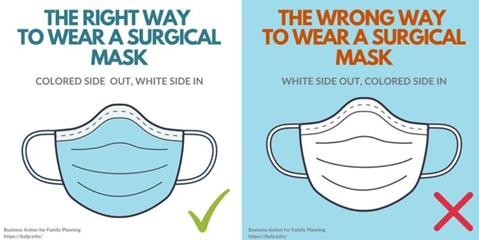 THE RIGHT WAY
TO WEAR A SURGICAL
MASK
COLORED SIDE OUT, WHITE SIDE IN
Business Action for Family Planning
https://bafp.info/
THE WRONG WAY
TO WEAR A SURGICAL
MASK
WHITE SIDE OUT, COLORED SIDE IN
Business Action for Family Planning
https://bafp.info/